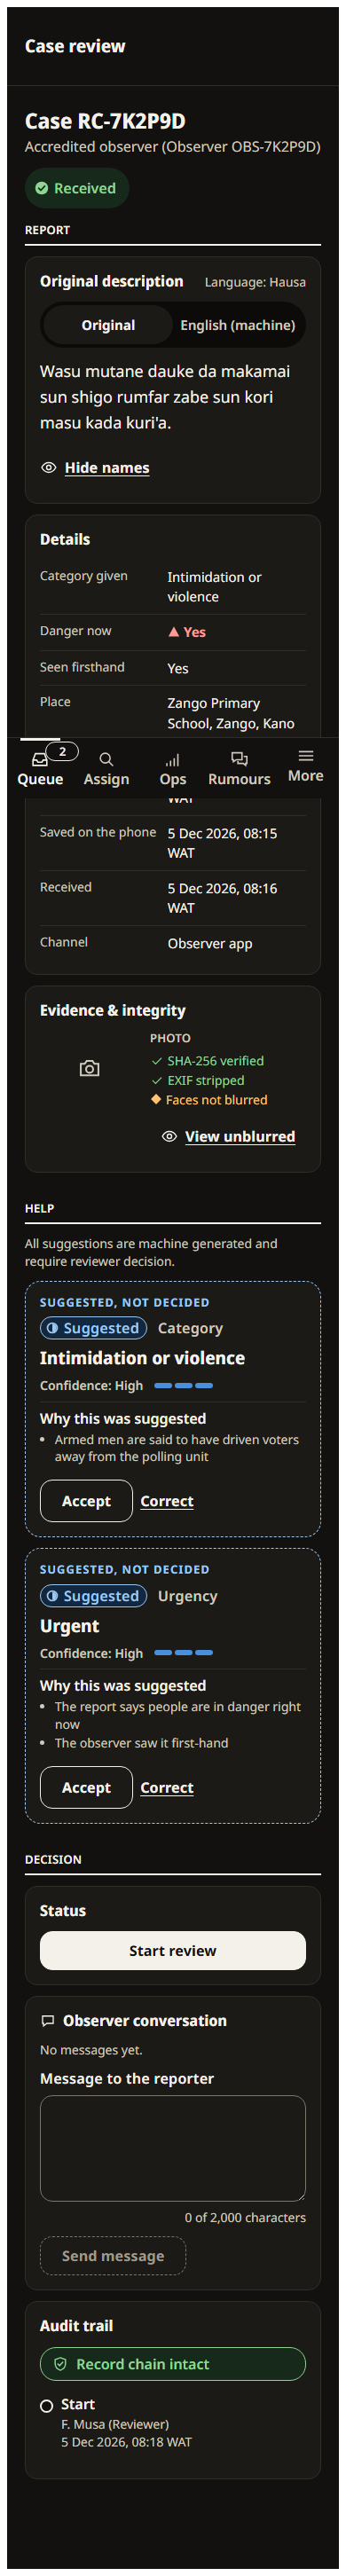 Case review
Case RC-7K2P9D
Accredited observer (Observer OBS-7K2P9D)
Received
REPORT
Original description
Language: Hausa
Original
English (machine)
Wasu mutane dauke da makamai
sun shigo rumfar zabe sun kori
masu kada kuri'a.
Hide names
Details
Category given
Intimidation or
violence
Danger now
Yes
Seen firsthand
Yes
Place
Zango Primary
School, Zango, Kano
2
Queue
Assign
Ops
Rumours
More
WAT
Saved on the phone
5 Dec 2026, 08:15
WAT
Received
5 Dec 2026, 08:16
WAT
Channel
Observer app
Evidence & integrity
PHOTO
SHA-256 verified
EXIF stripped
Faces not blurred
View unblurred
HELP
All suggestions are machine generated and
require reviewer decision.
SUGGESTED, NOT DECIDED
Suggested
Category
Intimidation or violence
Confidence: High
Why this was suggested
Armed men are said to have driven voters
away from the polling unit
Accept
Correct
SUGGESTED, NOT DECIDED
Suggested
Urgency
Urgent
Confidence: High
Why this was suggested
The report says people are in danger right
now
The observer saw it first-hand
Accept
Correct
DECISION
Status
Start review
Observer conversation
No messages yet.
Message to the reporter
0 of 2,000 characters
Send message
Audit trail
Record chain intact
Start
F. Musa (Reviewer)
5 Dec 2026, 08:18 WAT